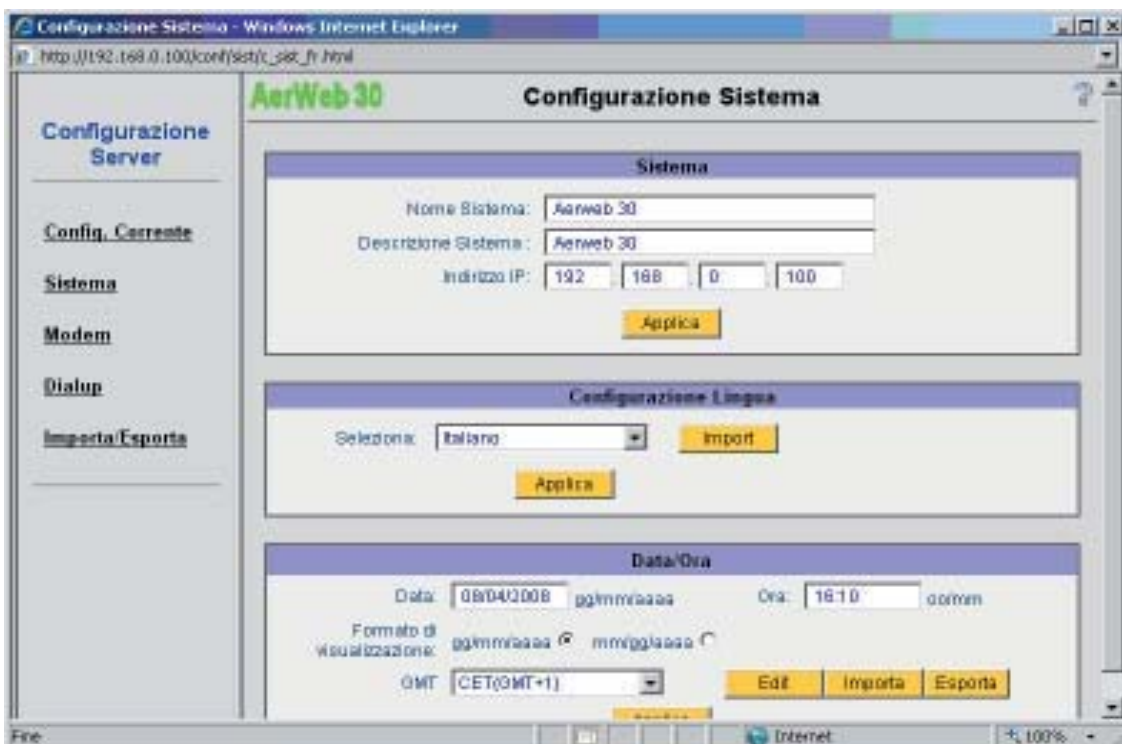 Configurazione Sistema - Windows Internet Explorer
http://192.168.0.100/conf/sist/c_sist_fr.html
AerWeb 30
Configurazione Sistema
?
Configurazione
Server
Config. Corrente
Sistema
Modem
Dialup
Importa/Esporta
Sistema
Nome Sistema: Aerweb 30
Descrizione Sistema: Aerweb 30
Indirizzo IP: 192 . 168 . 0 . 100
Applica
Configurazione Lingua
Seleziona: Italiano Import
Applica
Data/Ora
Data: 08/04/2008 gg/mm/aaaa Ora: 16:10 oo/mm
Formato di
visualizzazione: gg/mm/aaaa mm/gg/aaaa
GMT CET(GMT+1) Edit Importa Esporta
Fine Internet 100%